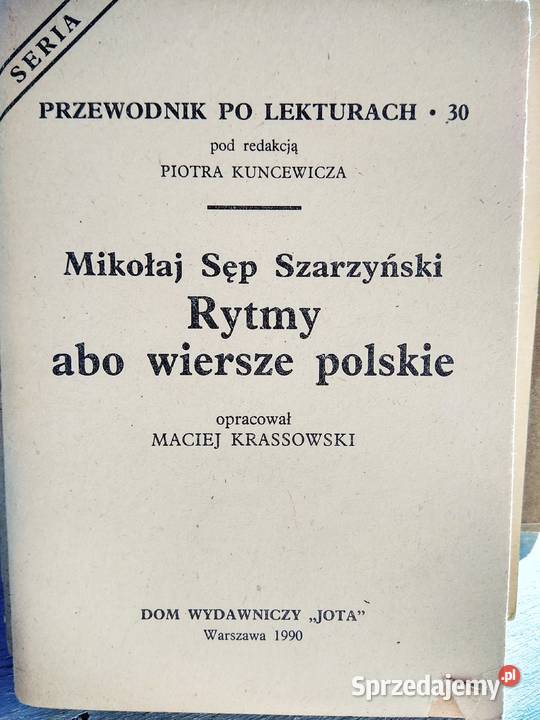 SERIA
PRZEWODNIK PO LEKTURACH • 30
pod redakcją
PIOTRA KUNCEWICZA
Mikołaj Sęp Szarzyński
Rytmy
abo wiersze polskie
opracował
MACIEJ KRASSOWSKI
DOM WYDAWNICZY „JOTA”
Warszawa 1990
Sprzedajemy.pl